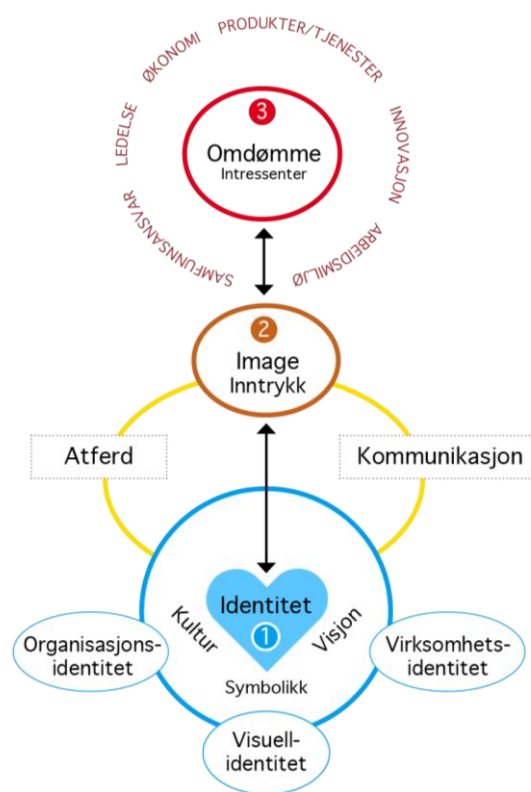 SAMFUNNSANSVAR
LEDELSE
ØKONOMI
PRODUKTER/TJENESTER
INNOVASJON
ARBEIDSMILJØ
3
Omdømme
Intressenter
2
Image
Inntrykk
Atferd
Kommunikasjon
Identitet
1
Kultur
Visjon
Symbolikk
Organisasjons-
identitet
Virksomhets-
identitet
Visuell-
identitet